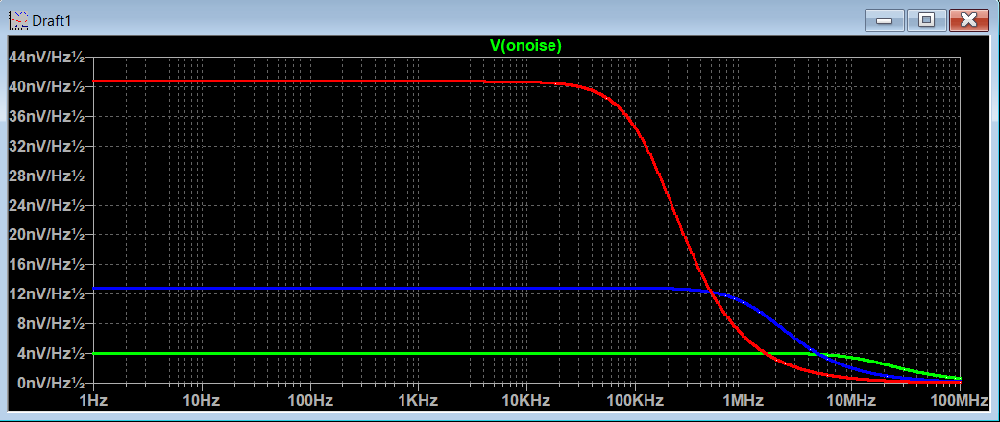 Draft1
V(onoise)
44nV/Hz½
40nV/Hz½
36nV/Hz½
32nV/Hz½
28nV/Hz½
24nV/Hz½
20nV/Hz½
16nV/Hz½
12nV/Hz½
8nV/Hz½
4nV/Hz½
0nV/Hz½
1Hz 10Hz 100Hz 1KHz 10KHz 100KHz 1MHz 10MHz 100MHz